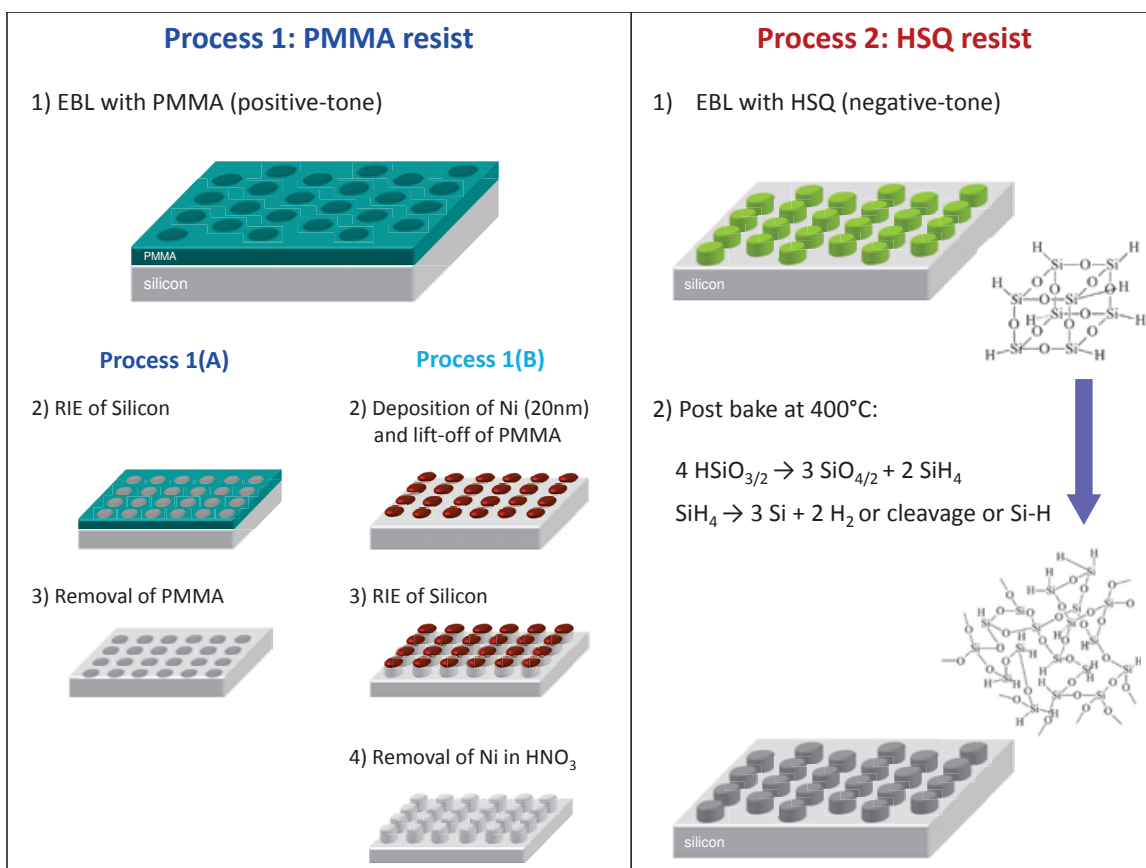 Process 1: PMMA resist
1) EBL with PMMA (positive-tone)
PMMA
silicon
Process 1(A)
2) RIE of Silicon
3) Removal of PMMA
Process 1(B)
2) Deposition of Ni (20nm)
and lift-off of PMMA
3) RIE of Silicon
4) Removal of Ni in HNO₃
Process 2: HSQ resist
1) EBL with HSQ (negative-tone)
silicon
2) Post bake at 400°C:
4 HSiO₃/₂ → 3 SiO₄/₂ + 2 SiH₄
SiH₄ → 3 Si + 2 H₂ or cleavage or Si-H
silicon